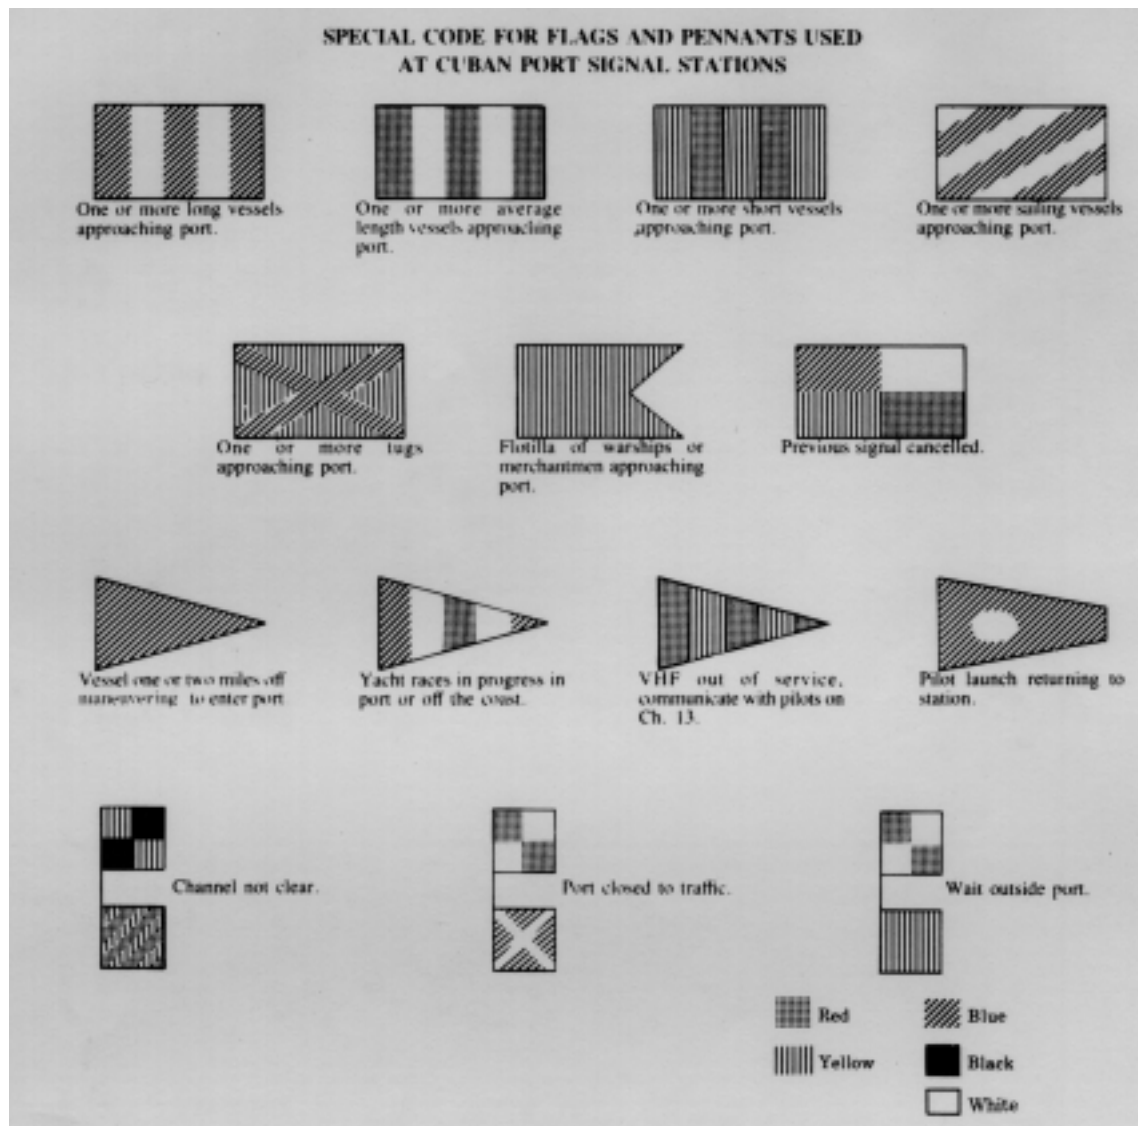 SPECIAL CODE FOR FLAGS AND PENNANTS USED
AT CUBAN PORT SIGNAL STATIONS
One or more long vessels
approaching port.
One or more average
length vessels approaching
port.
One or more short vessels
approaching port.
One or more sailing vessels
approaching port.
One or more tugs
approaching port.
Flotilla of warships or
merchantmen approaching
port.
Previous signal cancelled.
Vessel one or two miles off
maneuvering to enter port
Yacht races in progress in
port or off the coast.
VHF out of service,
communicate with pilots on
Ch. 13.
Pilot launch returning to
station.
Channel not clear.
Port closed to traffic.
Wait outside port.
Red
Blue
Yellow
Black
White